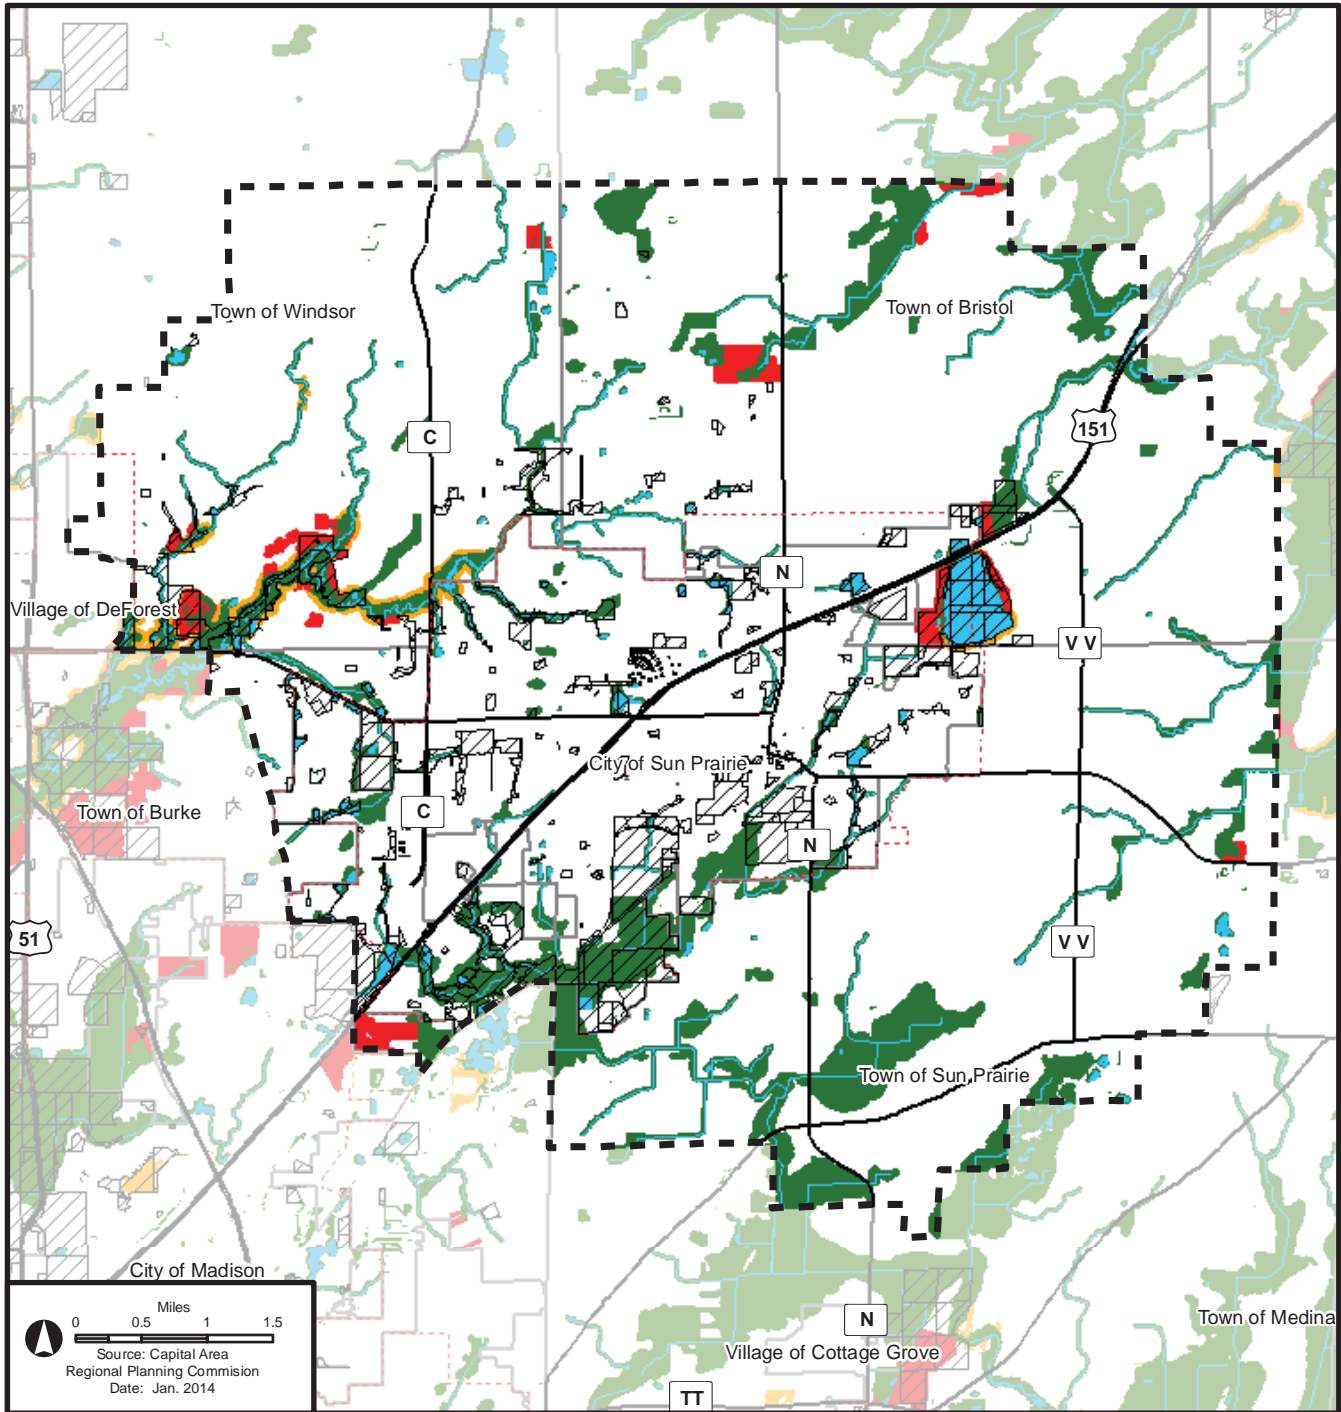 Town of Windsor
Town of Bristol
C
151
N
Village of DeForest
V V
City of Sun Prairie
Town of Burke
C
N
51
V V
Town of Sun Prairie
City of Madison
Miles
0 0.5 1 1.5
Source: Capital Area
Regional Planning Commision
Date: Jan. 2014
N
Town of Medina
Village of Cottage Grove
TT